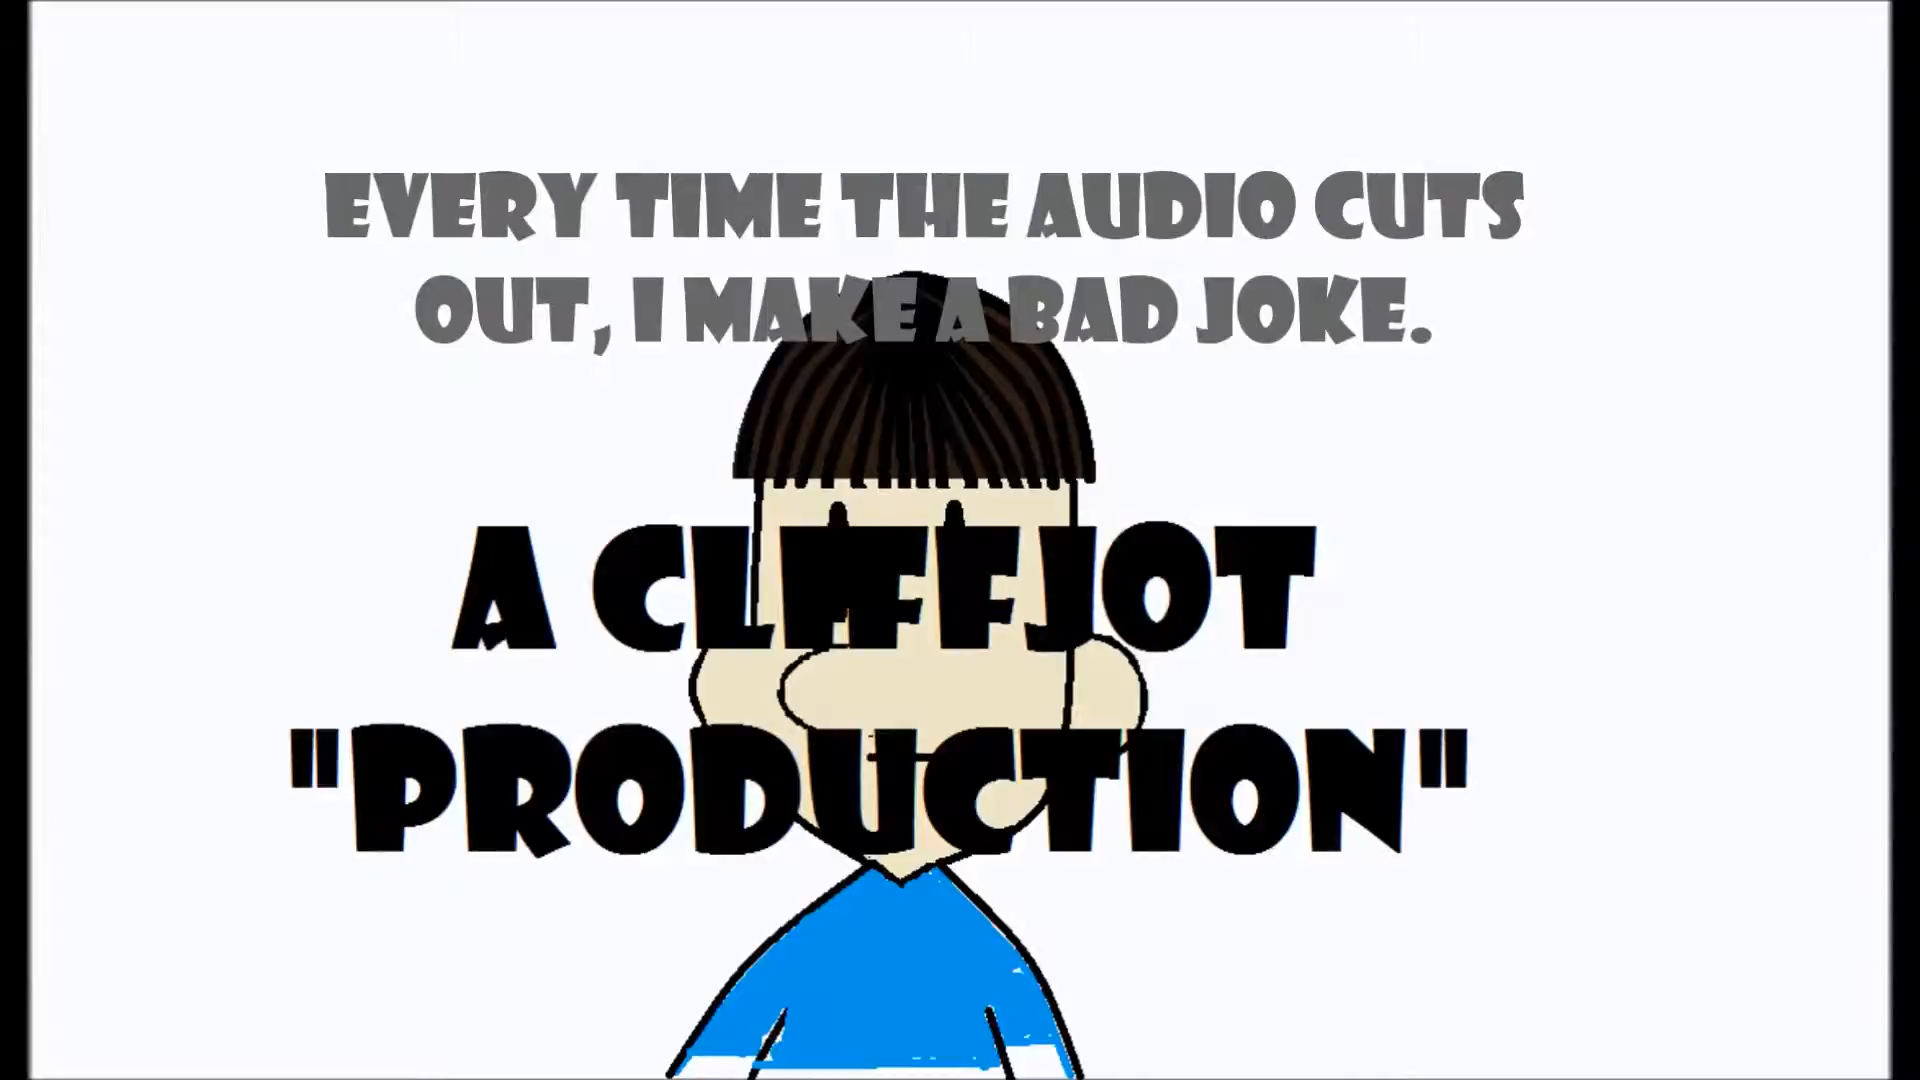 EVERY TIME THE AUDIO CUTS
OUT, I MAKE A BAD JOKE.
A CLIFFJOT
"PRODUCTION"